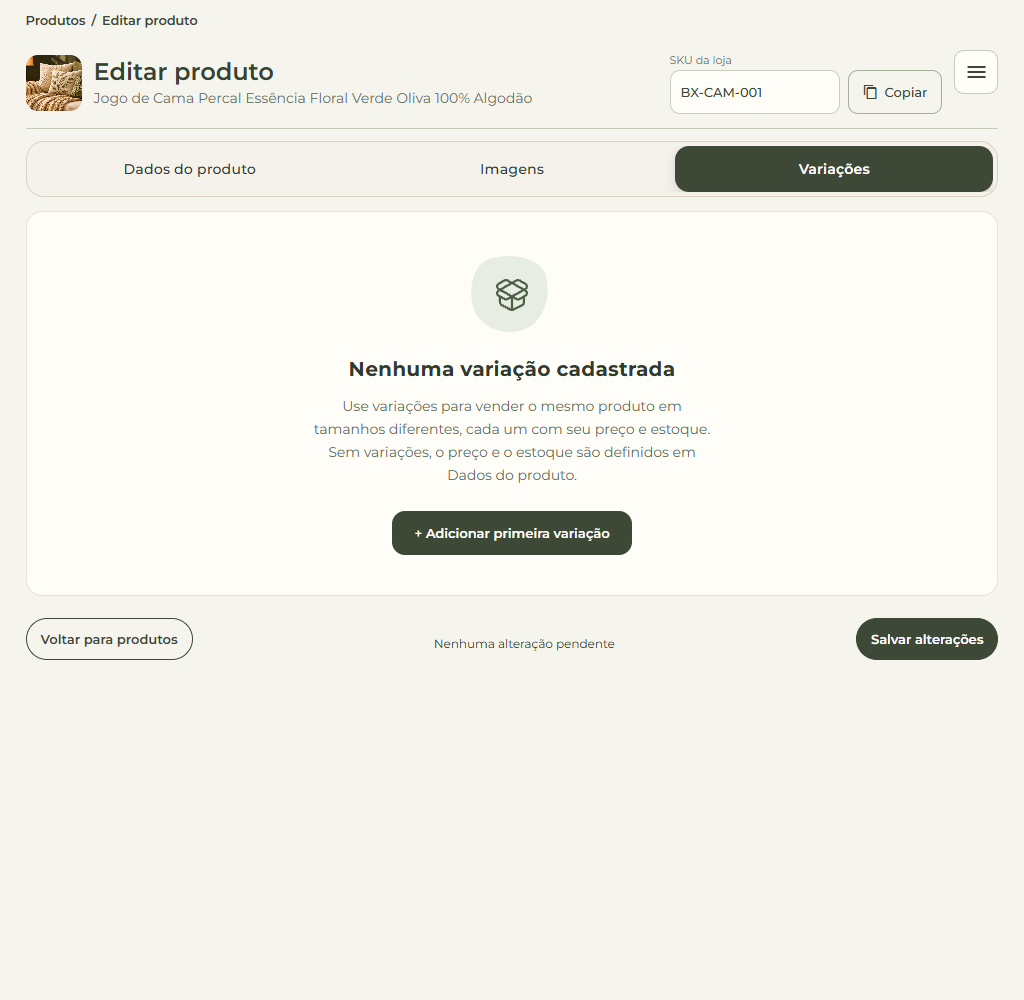 Produtos / Editar produto
Editar produto
Jogo de Cama Percal Essência Floral Verde Oliva 100% Algodão
SKU da loja
BX-CAM-001
Copiar
Dados do produto
Imagens
Variações
Nenhuma variação cadastrada
Use variações para vender o mesmo produto em
tamanhos diferentes, cada um com seu preço e estoque.
Sem variações, o preço e o estoque são definidos em
Dados do produto.
+ Adicionar primeira variação
Voltar para produtos
Nenhuma alteração pendente
Salvar alterações